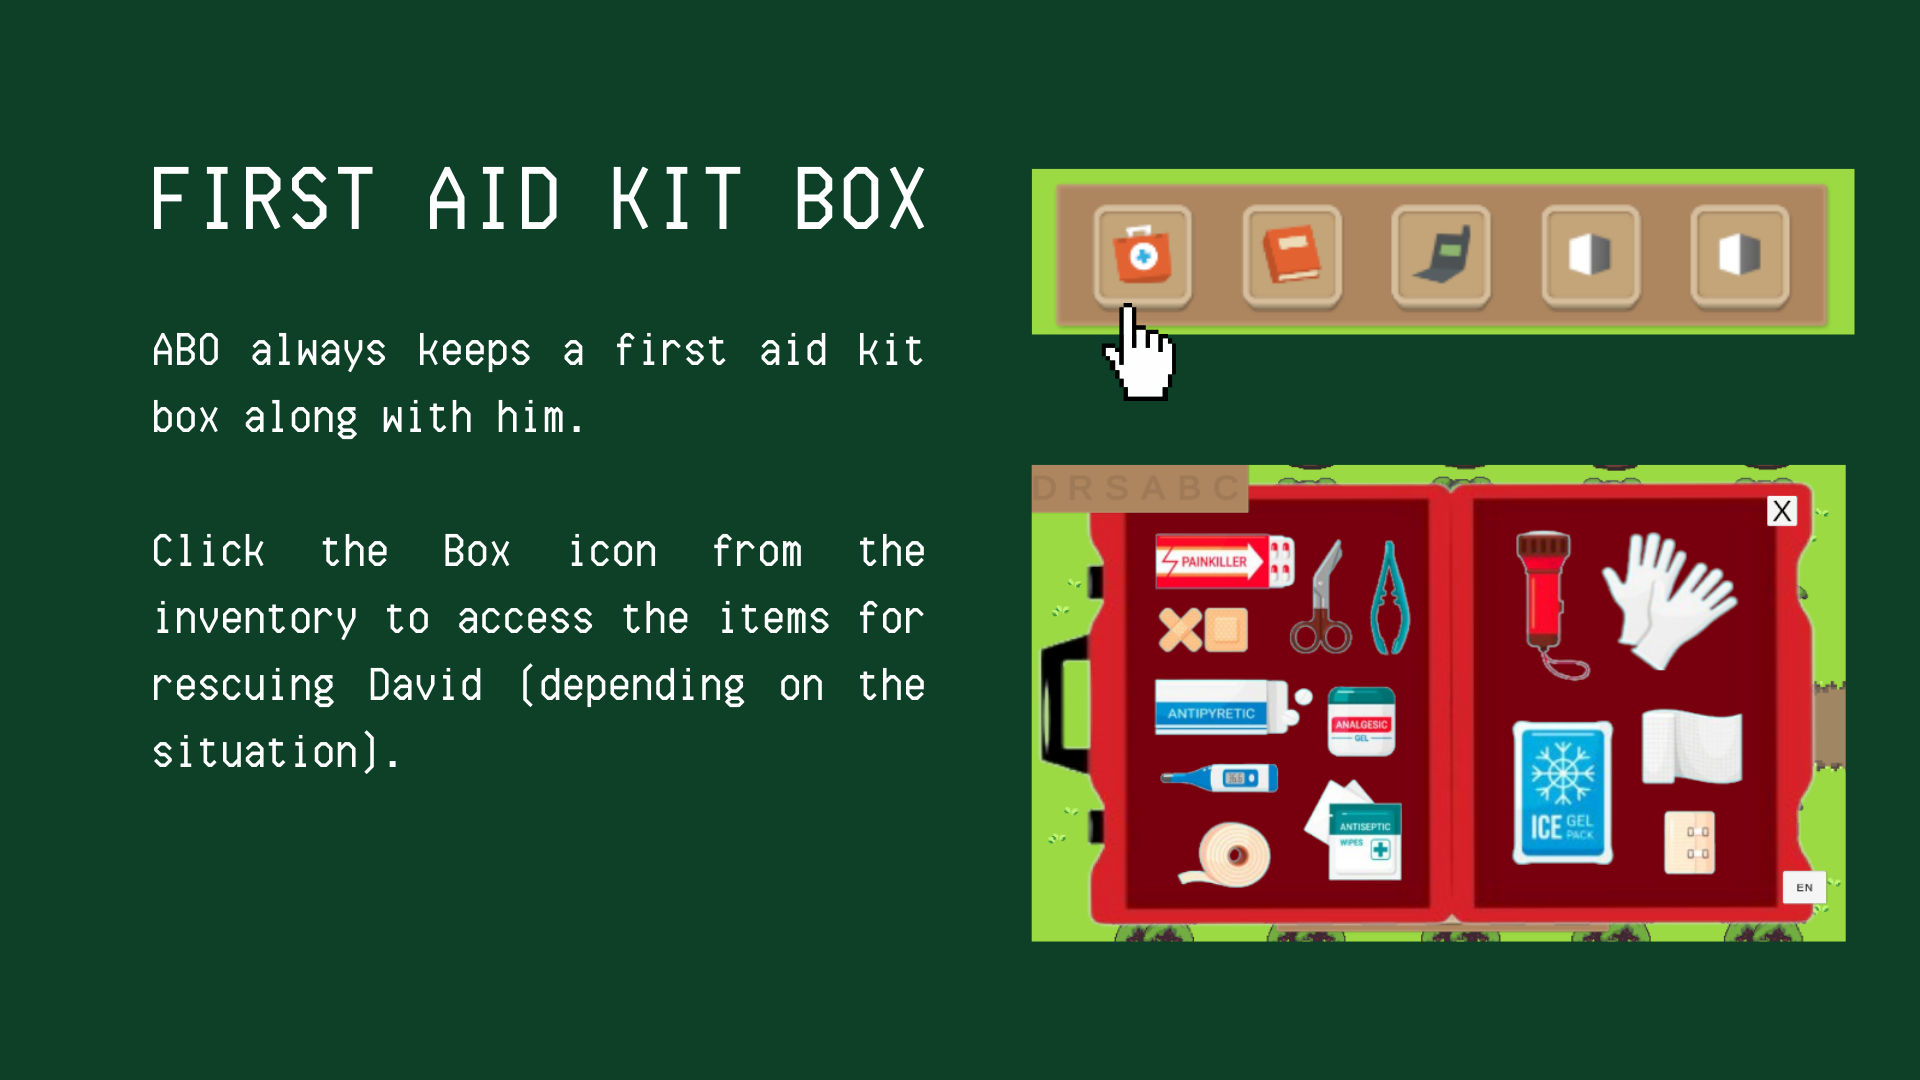 FIRST AID KIT BOX
ABO always keeps a first aid kit
box along with him.
Click the Box icon from the
inventory to access the items for
rescuing David (depending on the
situation).
DRSABC
X
PAINKILLER
ANTIPYRETIC
ANALGESIC
GEL
36.6
ANTISEPTIC
WIPES
ICE GEL
PACK
EN